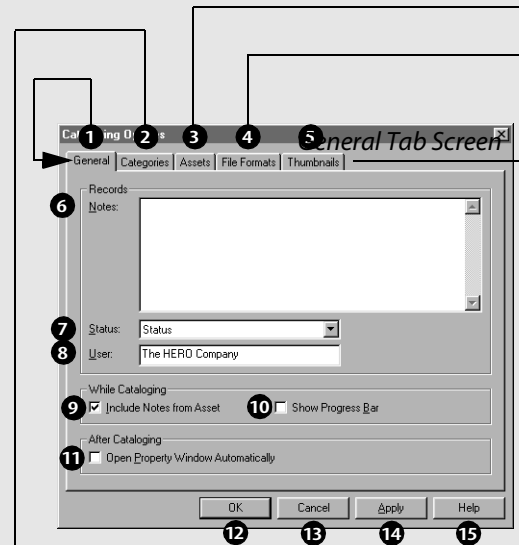 1 2 3 4 5
General Tab Screen
General Categories Assets File Formats Thumbnails
Records
6 Notes:
7 Status: Status
8 User: The HERO Company
While Cataloging
9 Include Notes from Asset 10 Show Progress Bar
After Cataloging
11 Open Property Window Automatically
OK Cancel Apply Help
12 13 14 15